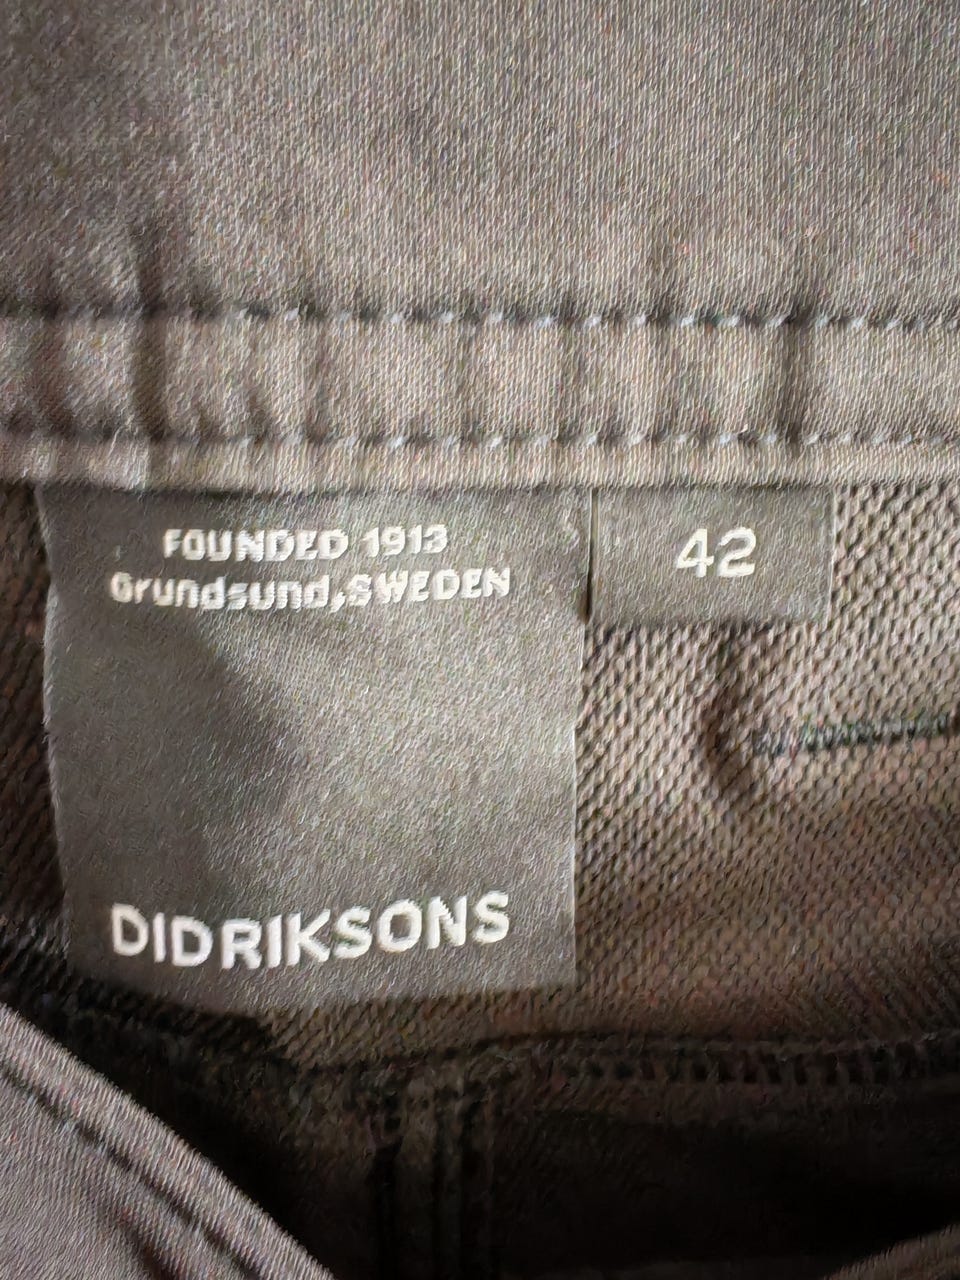 FOUNDED 1913
Grundsund, SWEDEN
42
DIDRIKSONS